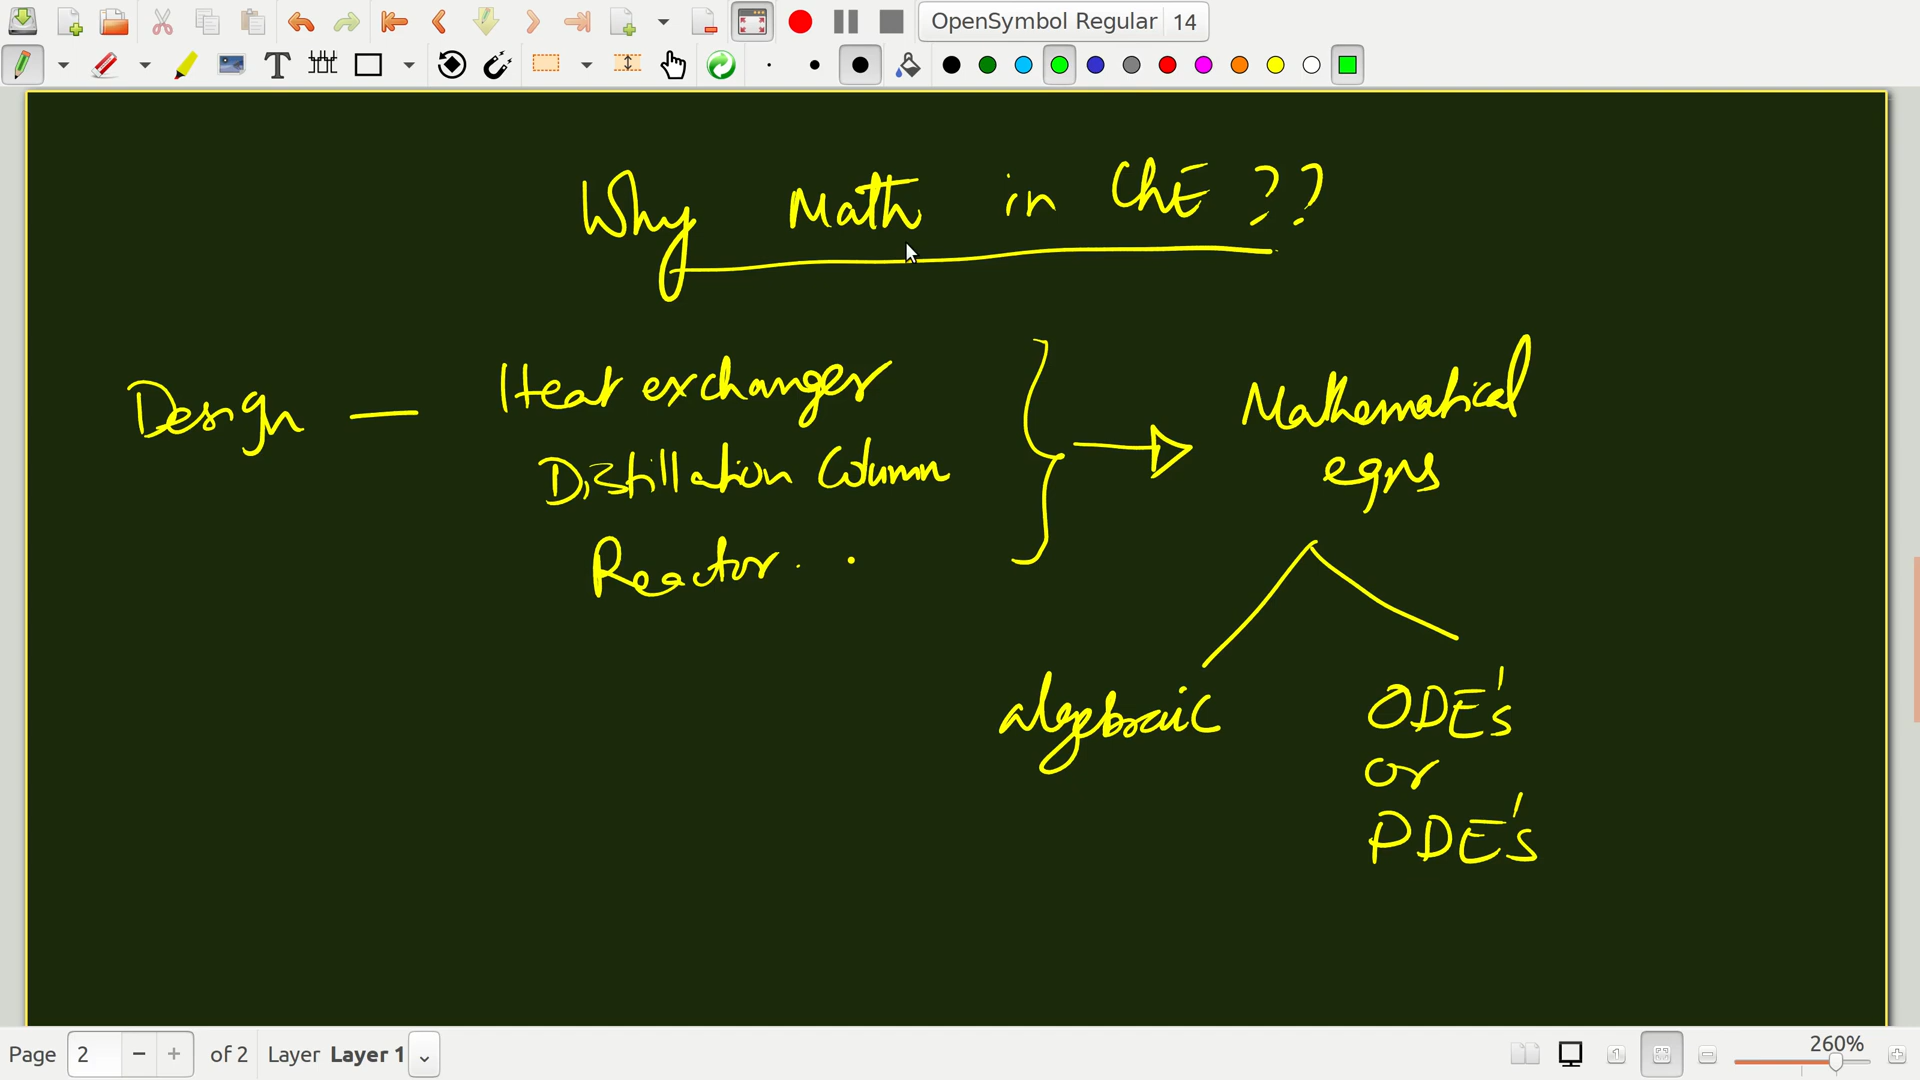 OpenSymbol Regular 14
Why Math in ChE ??
Design — Heat exchanger
Distillation Column
Reactor . .
Mathematical
eqns
algebraic
ODE's
or
PDE's
Page 2 of 2 Layer Layer 1
260%